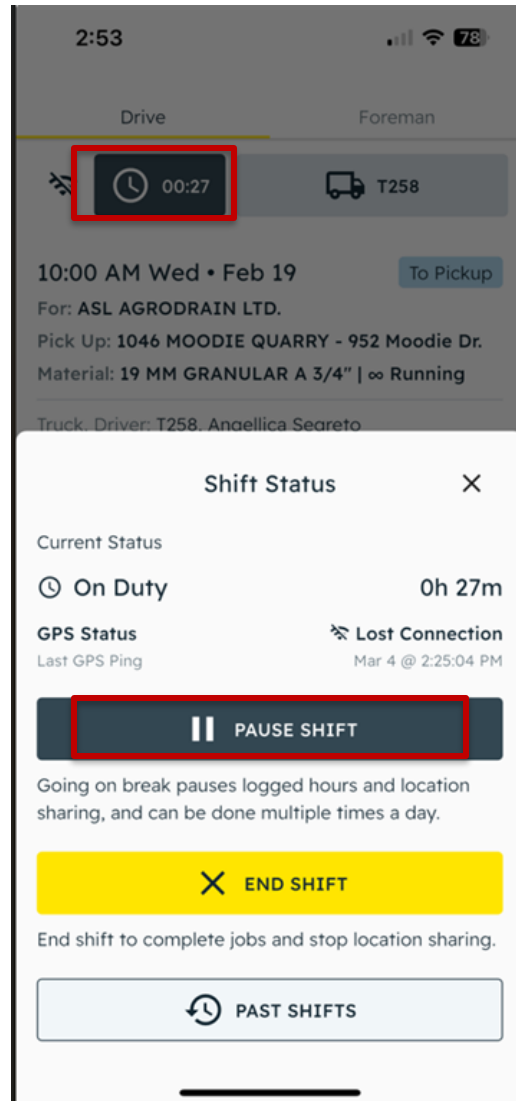 2:53
78
Drive
Foreman
00:27
T258
10:00 AM Wed • Feb 19
To Pickup
For: ASL AGRODRAIN LTD.
Pick Up: 1046 MOODIE QUARRY - 952 Moodie Dr.
Material: 19 MM GRANULAR A 3/4" | ∞ Running
Truck, Driver: T258, Angellica Segreto
Shift Status
Current Status
On Duty
0h 27m
GPS Status
Lost Connection
Last GPS Ping
Mar 4 @ 2:25:04 PM
PAUSE SHIFT
Going on break pauses logged hours and location
sharing, and can be done multiple times a day.
END SHIFT
End shift to complete jobs and stop location sharing.
PAST SHIFTS